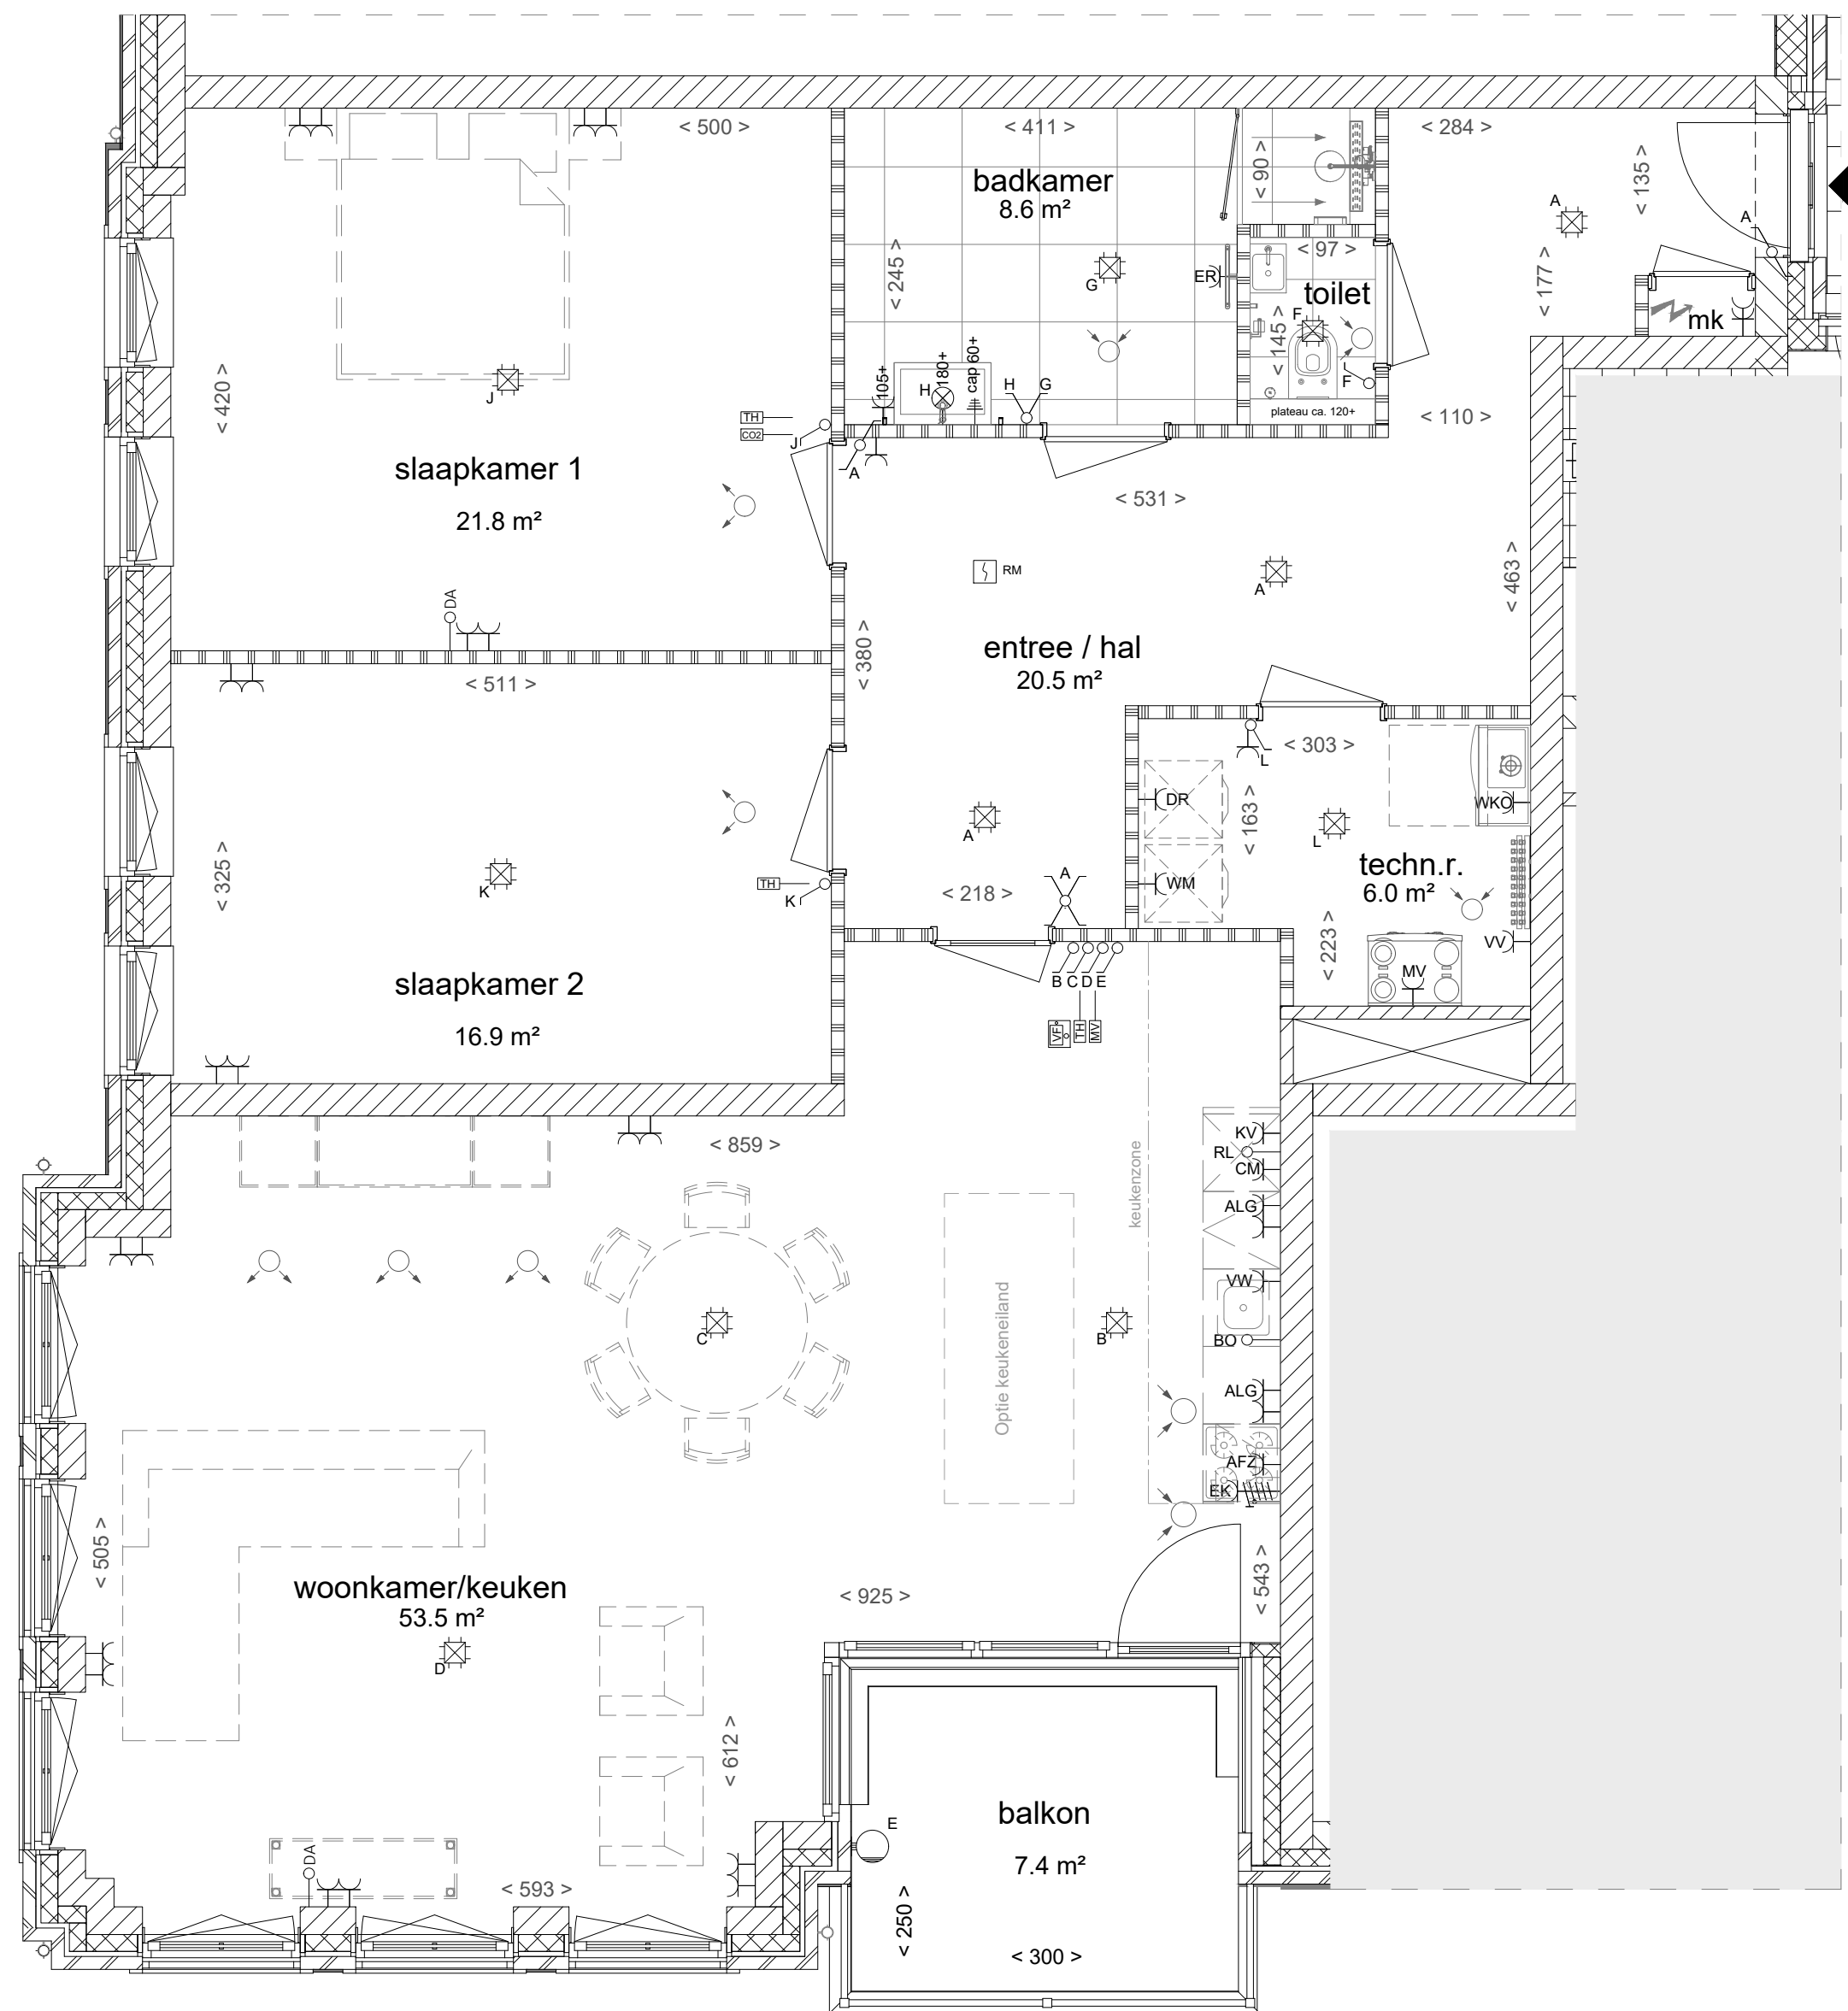 < 500 >
< 411 >
< 284 >
badkamer
8.6 m²
< 90 >
< 135 >
A
A
< 245 >
G
ER
< 97 >
toilet
F
< 145 >
F
plateau ca. 120+
< 177 >
mk
J
< 420 >
105+
H
180+
cap 60+
H
G
< 110 >
TH
CO2
J
A
slaapkamer 1
21.8 m²
< 531 >
RM
A
< 463 >
DA
entree / hal
20.5 m²
< 380 >
< 511 >
L
< 303 >
DR
< 163 >
WKO
L
A
techn.r.
6.0 m²
< 325 >
K
TH
K
< 218 >
A
WM
< 223 >
VV
MV
B C D E
VF
TH
MV
slaapkamer 2
16.9 m²
< 859 >
keukenzone
KV
RL
CM
ALG
VW
Optie keukeneiland
C
B
BO
ALG
AFZ
EK
< 505 >
woonkamer/keuken
53.5 m²
< 925 >
< 543 >
D
< 612 >
balkon
7.4 m²
E
DA
< 593 >
< 250 >
< 300 >